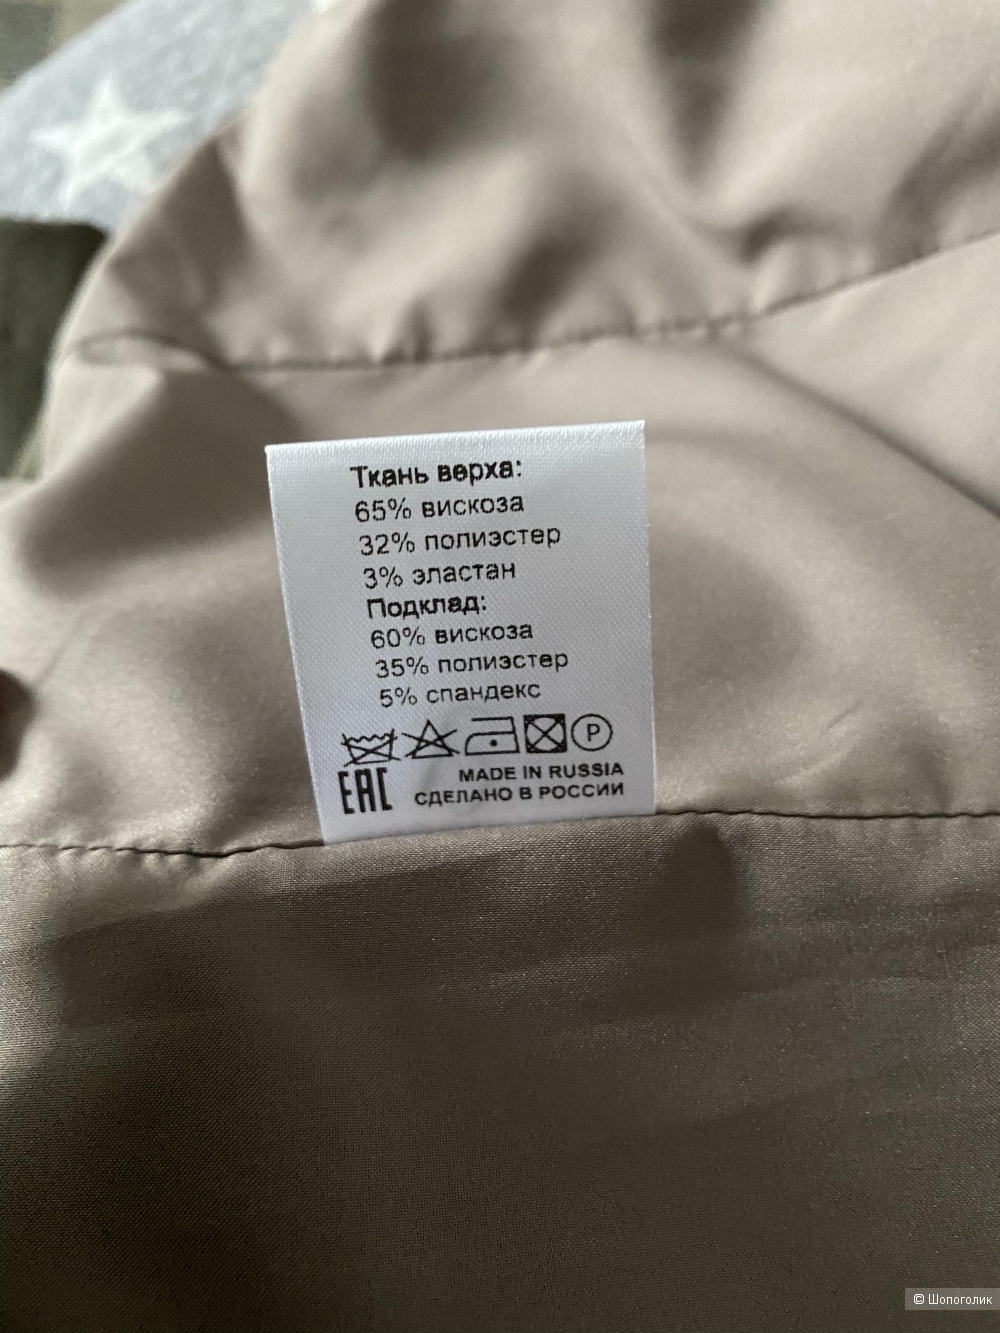 Ткань верха:
65% вискоза
32% полиэстер
3% эластан
Подклад:
60% вискоза
35% полиэстер
5% спандекс
P
EAC MADE IN RUSSIA
СДЕЛАНО В РОССИИ
© Шопоголик